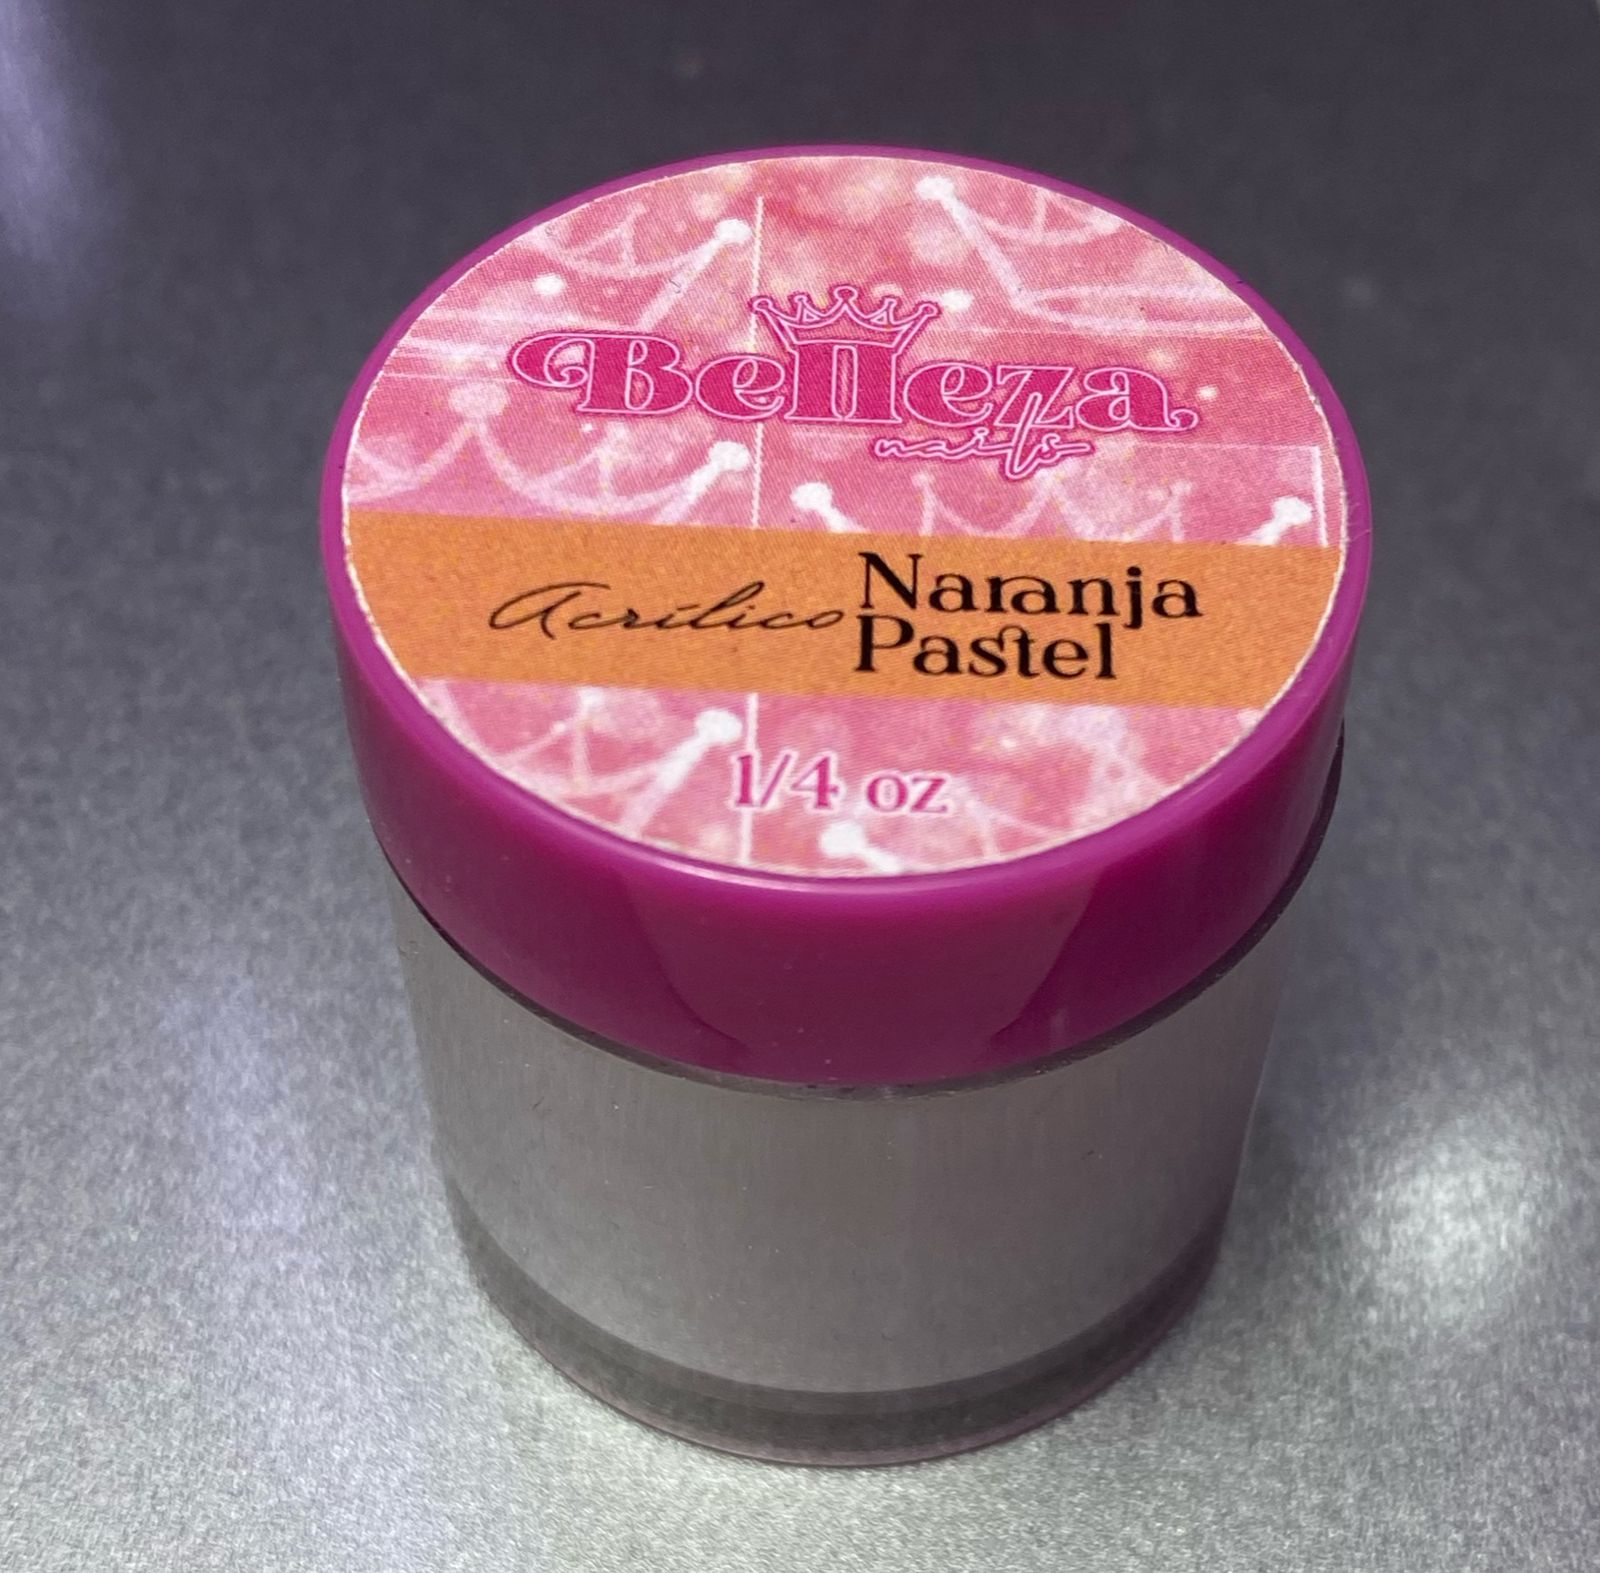 Belleza
nails
Acrílico Naranja
Pastel
1/4 oz